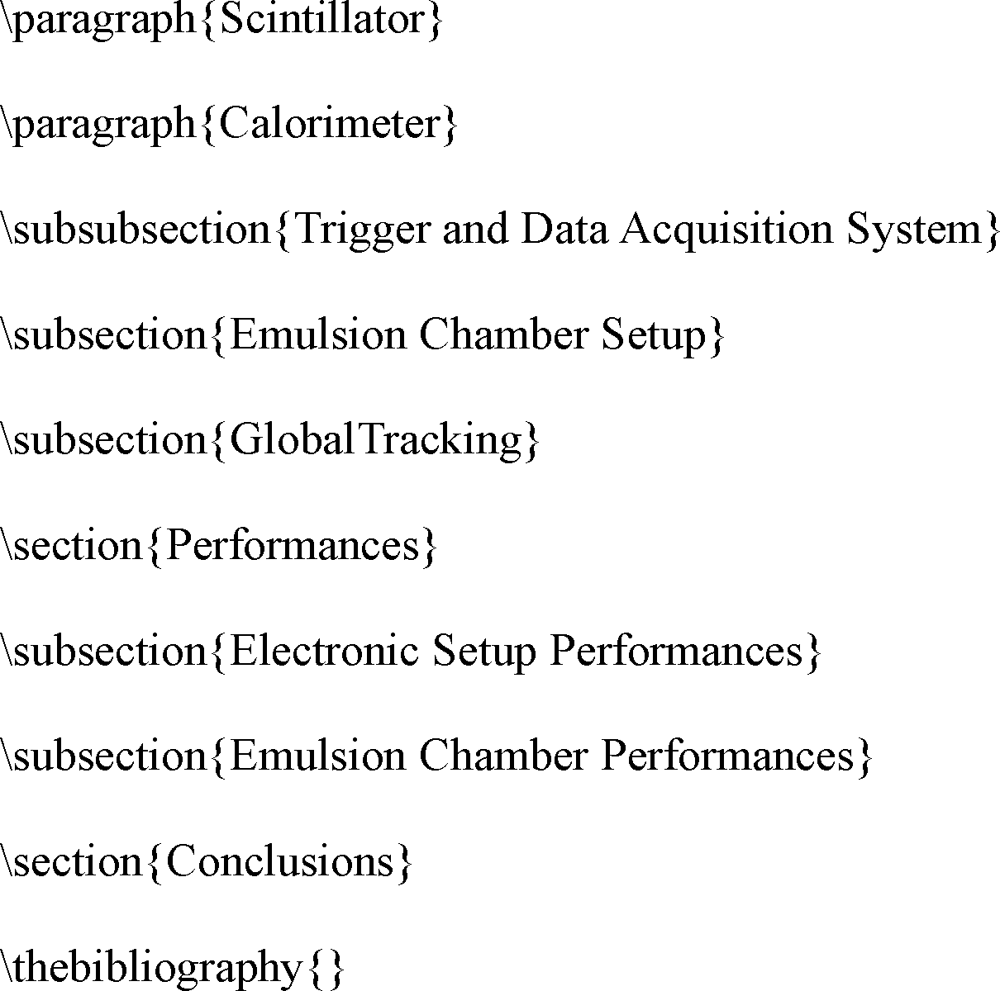 \paragraph{Scintillator}
\paragraph{Calorimeter}
\subsubsection{Trigger and Data Acquisition System}
\subsection{Emulsion Chamber Setup}
\subsection{GlobalTracking}
\section{Performances}
\subsection{Electronic Setup Performances}
\subsection{Emulsion Chamber Performances}
\section{Conclusions}
\thebibliography{}